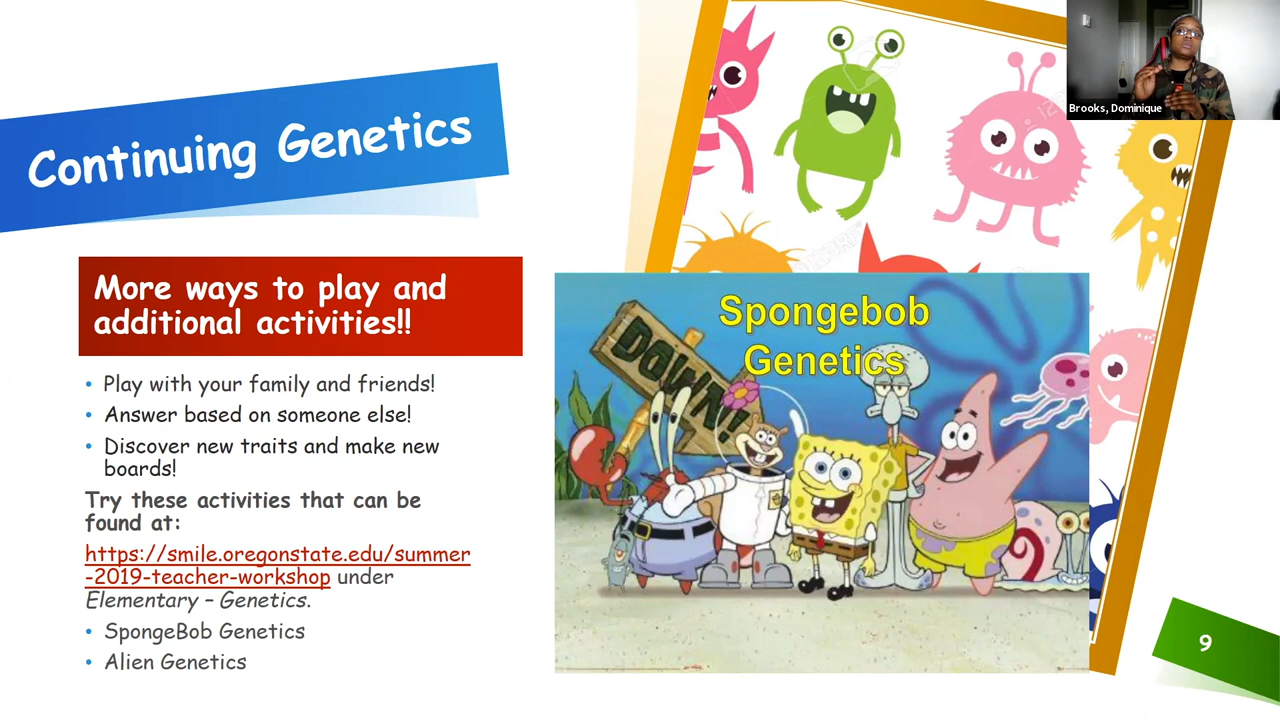 Continuing Genetics
Brooks, Dominique
More ways to play and
additional activities!!
• Play with your family and friends!
• Answer based on someone else!
• Discover new traits and make new
boards!
Try these activities that can be
found at:
https://smile.oregonstate.edu/summer
-2019-teacher-workshop under
Elementary – Genetics.
• SpongeBob Genetics
• Alien Genetics
Spongebob
Genetics
DOWN!
9